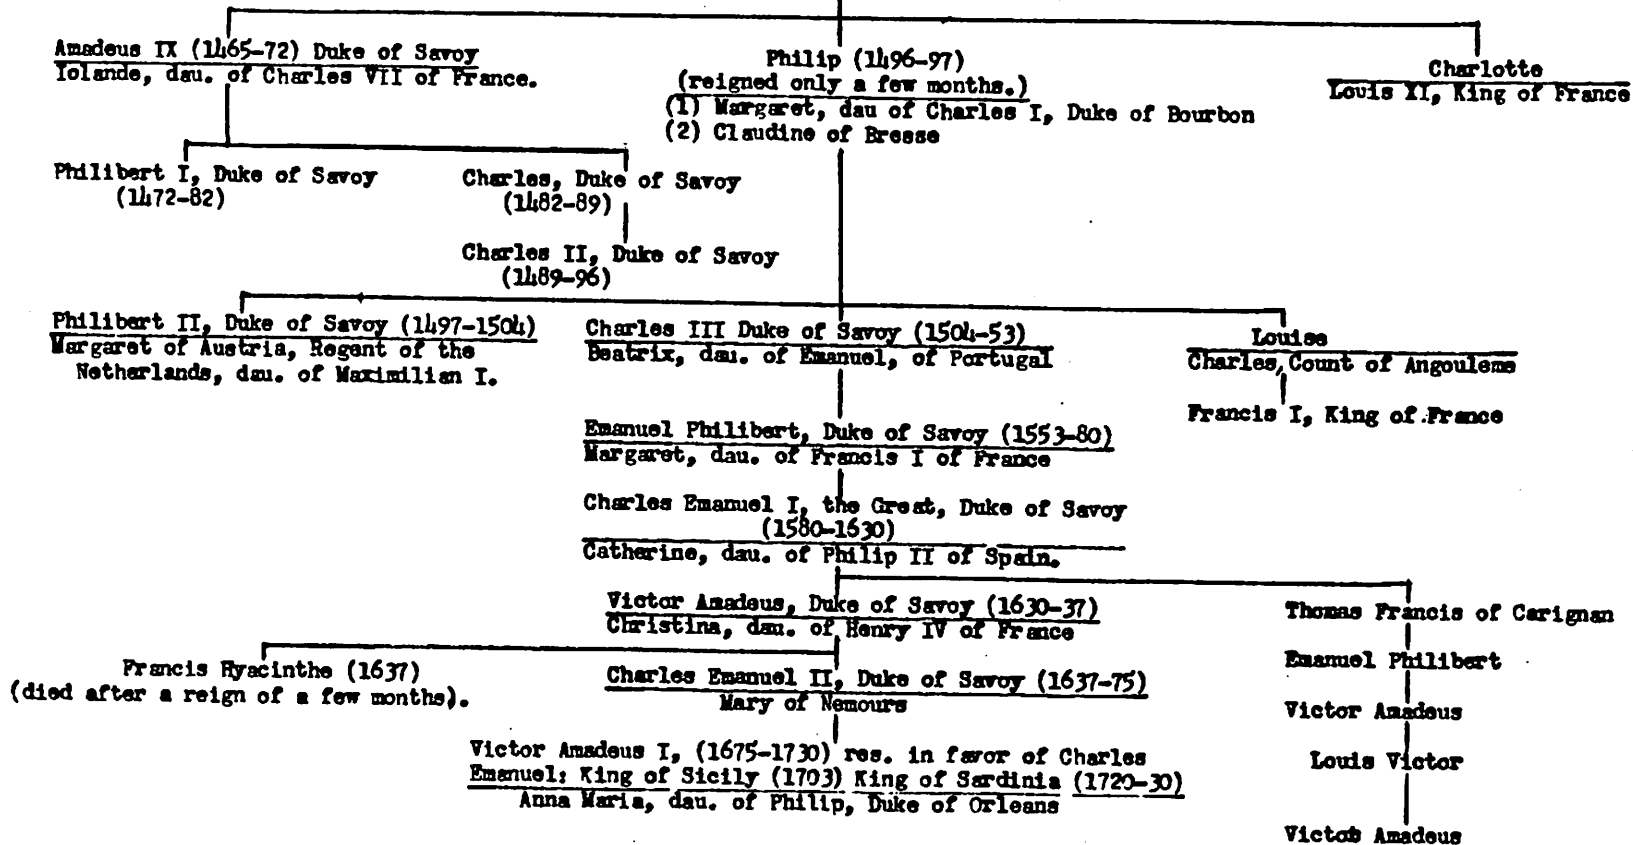 Amadeus IX (1465-72) Duke of Savoy
Iolande, dau. of Charles VII of France.
Philip (1496-97)
(reigned only a few months.)
(1) Margaret, dau of Charles I, Duke of Bourbon
(2) Claudine of Bresse
Charlotte
Louis XI, King of France
Philibert I, Duke of Savoy
(1472-82)
Charles, Duke of Savoy
(1482-89)
Charles II, Duke of Savoy
(1489-96)
Philibert II, Duke of Savoy (1497-1504)
Margaret of Austria, Regent of the
Netherlands, dau. of Maximilian I.
Charles III Duke of Savoy (1504-53)
Beatrix, dau. of Emanuel, of Portugal
Louise
Charles, Count of Angouleme
Francis I, King of France
Emanuel Philibert, Duke of Savoy (1553-80)
Margaret, dau. of Francis I of France
Charles Emanuel I, the Great, Duke of Savoy
(1580-1630)
Catherine, dau. of Philip II of Spain.
Victor Amadeus, Duke of Savoy (1630-37)
Christina, dau. of Henry IV of France
Thomas Francis of Carignan
Francis Hyacinthe (1637)
(died after a reign of a few months).
Charles Emanuel II, Duke of Savoy (1637-75)
Mary of Nemours
Emanuel Philibert
Victor Amadeus
Victor Amadeus I, (1675-1730) res. in favor of Charles
Emanuel: King of Sicily (1703) King of Sardinia (1720-30)
Anna Maria, dau. of Philip, Duke of Orleans
Louis Victor
Victor Amadeus